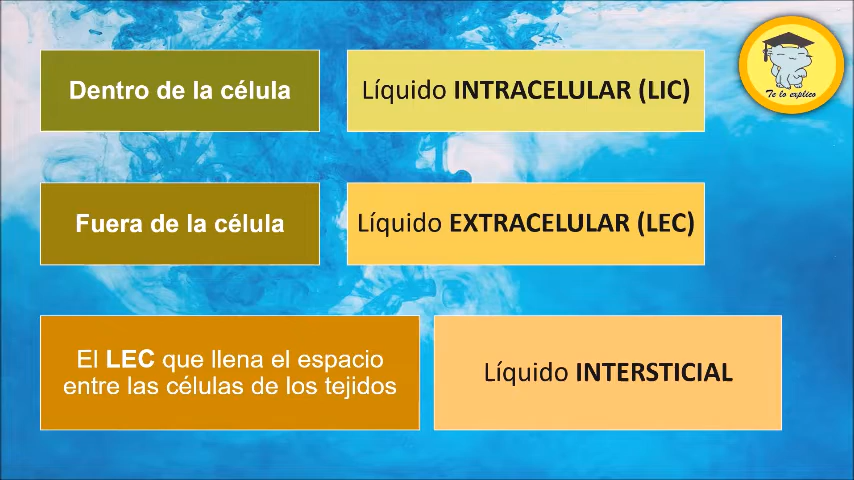 Dentro de la célula
Líquido INTRACELULAR (LIC)
Te lo explico
Fuera de la célula
Líquido EXTRACELULAR (LEC)
El LEC que llena el espacio
entre las células de los tejidos
Líquido INTERSTICIAL